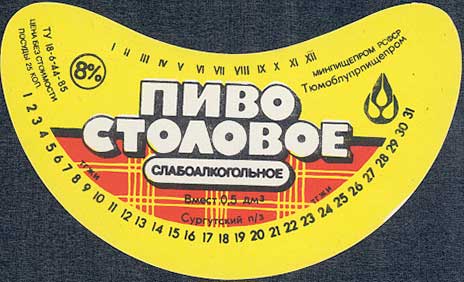 ТУ 18-6-44-85
ЦЕНА БЕЗ СТОИМОСТИ
ПОСУДЫ 25 КОП.
8%
I II III IV V VI VII VIII IX X XI XII
МИНПИЩЕПРОМ РСФСР
Тюмоблупрпищепром
ПИВО
СТОЛОВОЕ
СЛАБОАЛКОГОЛЬНОЕ
Вмест 0,5 дм3
Сургутский п/з
1 2 3 4 5 6 7 8 9 10 11 12 13 14 15 16 17 18 19 20 21 22 23 24 25 26 27 28 29 30 31